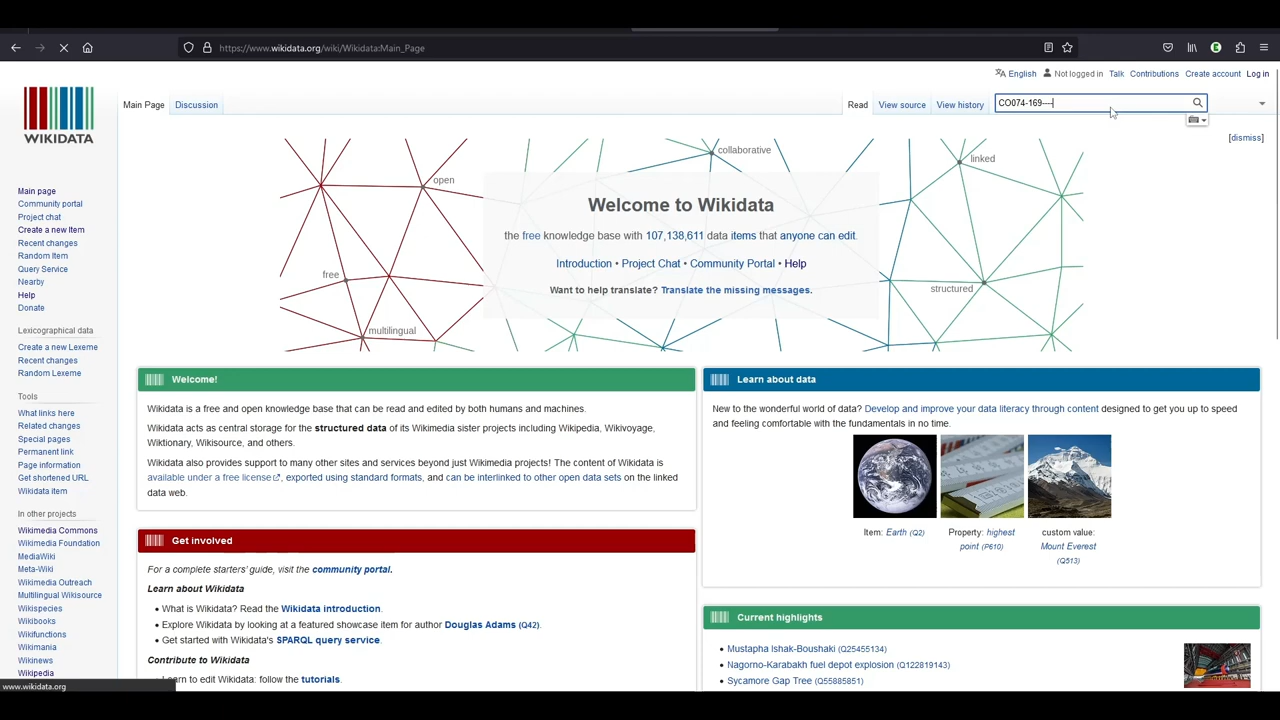 https://www.wikidata.org/wiki/Wikidata:Main_Page
English Not logged in Talk Contributions Create account Log in
WIKIDATA
Main Page Discussion Read View source View history CO074-169----
[dismiss]
collaborative
linked
open
free
structured
multilingual
Welcome to Wikidata
the free knowledge base with 107,138,611 data items that anyone can edit.
Introduction • Project Chat • Community Portal • Help
Want to help translate? Translate the missing messages.
Main page
Community portal
Project chat
Create a new Item
Recent changes
Random Item
Query Service
Nearby
Help
Donate
Lexicographical data
Create a new Lexeme
Recent changes
Random Lexeme
Tools
What links here
Related changes
Special pages
Permanent link
Page information
Get shortened URL
Wikidata item
In other projects
Wikimedia Commons
Wikimedia Foundation
MediaWiki
Meta-Wiki
Wikimedia Outreach
Multilingual Wikisource
Wikispecies
Wikibooks
Wikifunctions
Wikimania
Wikinews
Wikipedia
www.wikidata.org
Welcome!
Wikidata is a free and open knowledge base that can be read and edited by both humans and machines.
Wikidata acts as central storage for the structured data of its Wikimedia sister projects including Wikipedia, Wikivoyage,
Wiktionary, Wikisource, and others.
Wikidata also provides support to many other sites and services beyond just Wikimedia projects! The content of Wikidata is
available under a free license, exported using standard formats, and can be interlinked to other open data sets on the linked
data web.
Get involved
For a complete starters' guide, visit the community portal.
Learn about Wikidata
• What is Wikidata? Read the Wikidata introduction.
• Explore Wikidata by looking at a featured showcase item for author Douglas Adams (Q42).
• Get started with Wikidata's SPARQL query service.
Contribute to Wikidata
Learn to edit Wikidata: follow the tutorials.
Learn about data
New to the wonderful world of data? Develop and improve your data literacy through content designed to get you up to speed
and feeling comfortable with the fundamentals in no time.
Item: Earth (Q2)
Property: highest
point (P610)
custom value:
Mount Everest
(Q513)
Current highlights
• Mustapha Ishak-Boushaki (Q25455134)
• Nagorno-Karabakh fuel depot explosion (Q122819143)
• Sycamore Gap Tree (Q55885851)